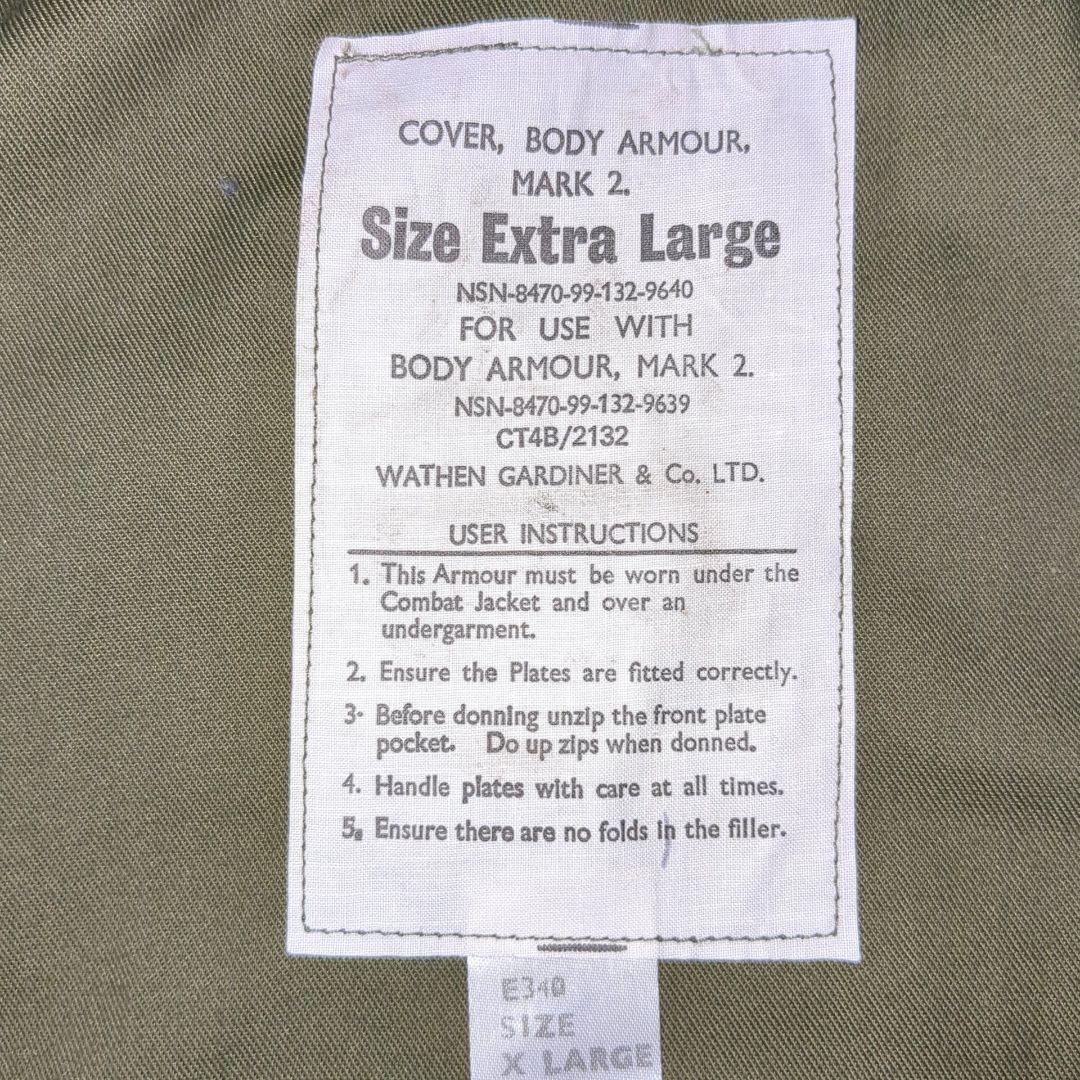 COVER, BODY ARMOUR,
MARK 2.
Size Extra Large
NSN-8470-99-132-9640
FOR USE WITH
BODY ARMOUR, MARK 2.
NSN-8470-99-132-9639
CT4B/2132
WATHEN GARDINER & Co. LTD.
USER INSTRUCTIONS
1. This Armour must be worn under the
Combat Jacket and over an
undergarment.
2. Ensure the Plates are fitted correctly.
3. Before donning unzip the front plate
pocket. Do up zips when donned.
4. Handle plates with care at all times.
5. Ensure there are no folds in the filler.
E340
SIZE
X LARGE